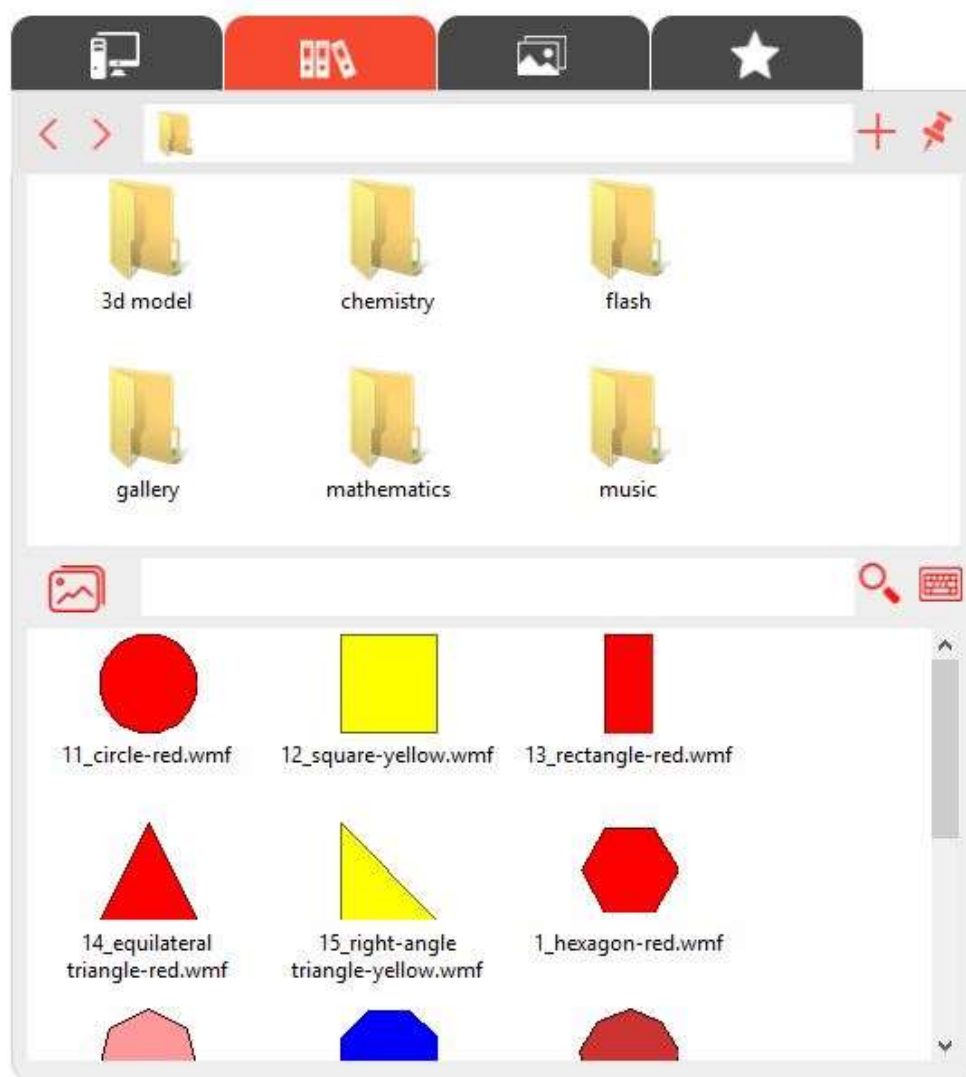 3d model
chemistry
flash
gallery
mathematics
music
11_circle-red.wmf
12_square-yellow.wmf
13_rectangle-red.wmf
14_equilateral
triangle-red.wmf
15_right-angle
triangle-yellow.wmf
1_hexagon-red.wmf